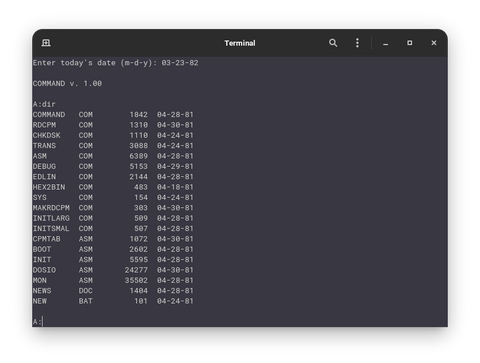 Terminal
Enter today's date (m-d-y): 03-23-82
COMMAND v. 1.00
A:dir
COMMAND COM 1842 04-28-81
RDCPM COM 1310 04-30-81
CHKDSK COM 1110 04-24-81
TRANS COM 3088 04-24-81
ASM COM 6389 04-28-81
DEBUG COM 5153 04-29-81
EDLIN COM 2144 04-28-81
HEX2BIN COM 483 04-18-81
SYS COM 154 04-24-81
MAKRDCPM COM 303 04-30-81
INITLARG COM 509 04-28-81
INITSMAL COM 507 04-28-81
CPMTAB ASM 1072 04-30-81
BOOT ASM 2602 04-28-81
INIT ASM 5595 04-28-81
DOSIO ASM 24277 04-30-81
MON ASM 35502 04-28-81
NEWS DOC 1404 04-28-81
NEW BAT 101 04-24-81
A: